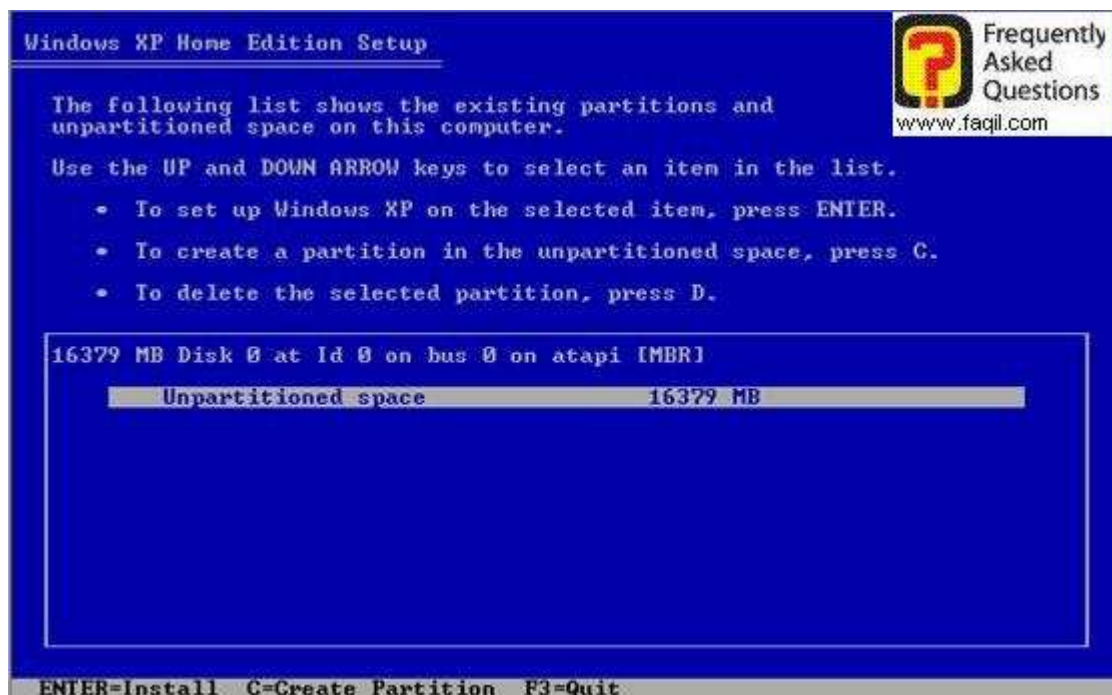 Windows XP Home Edition Setup
Frequently
Asked
Questions
www.faqil.com
The following list shows the existing partitions and
unpartitioned space on this computer.
Use the UP and DOWN ARROW keys to select an item in the list.
• To set up Windows XP on the selected item, press ENTER.
• To create a partition in the unpartitioned space, press C.
• To delete the selected partition, press D.
16379 MB Disk 0 at Id 0 on bus 0 on atapi [MBR]
Unpartitioned space 16379 MB
ENTER=Install C=Create Partition F3=Quit